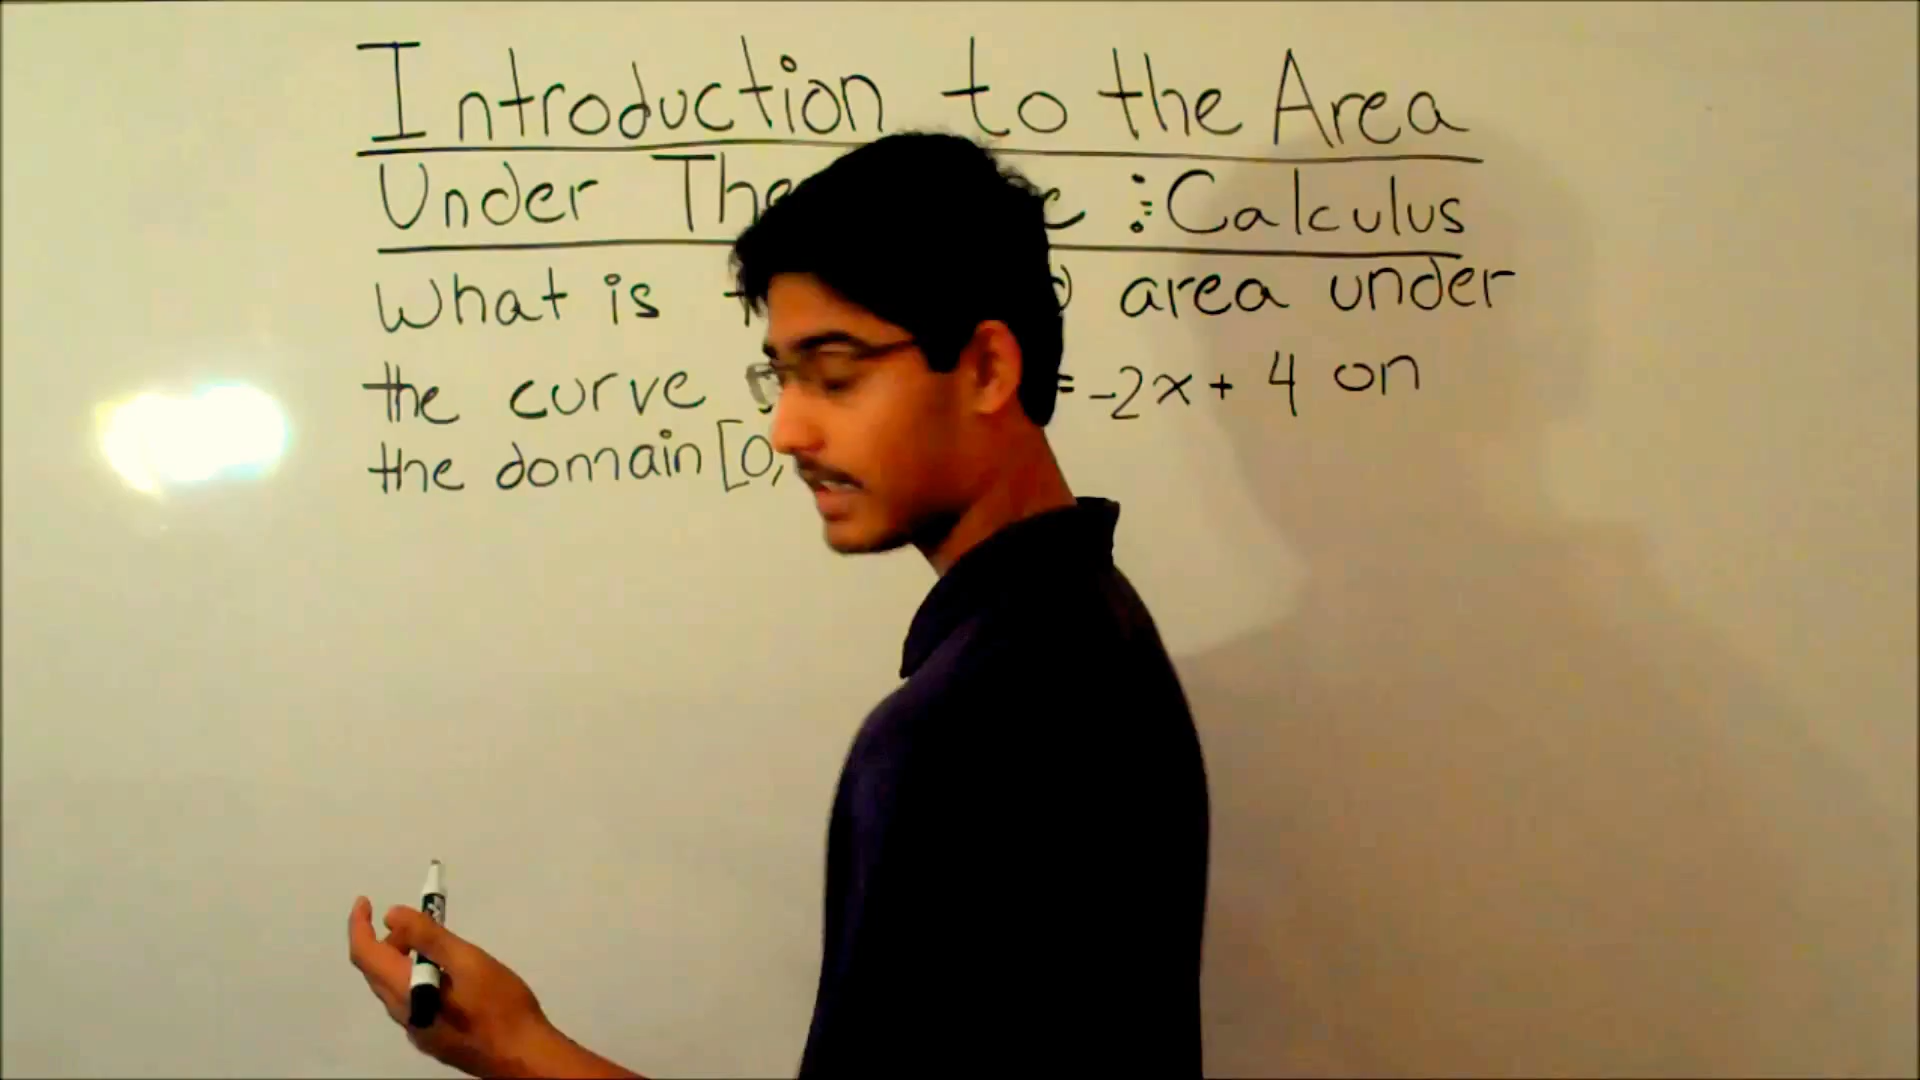 Introduction to the Area
Under The : Calculus
What is area under
the curve = -2x + 4 on
the domain [0,